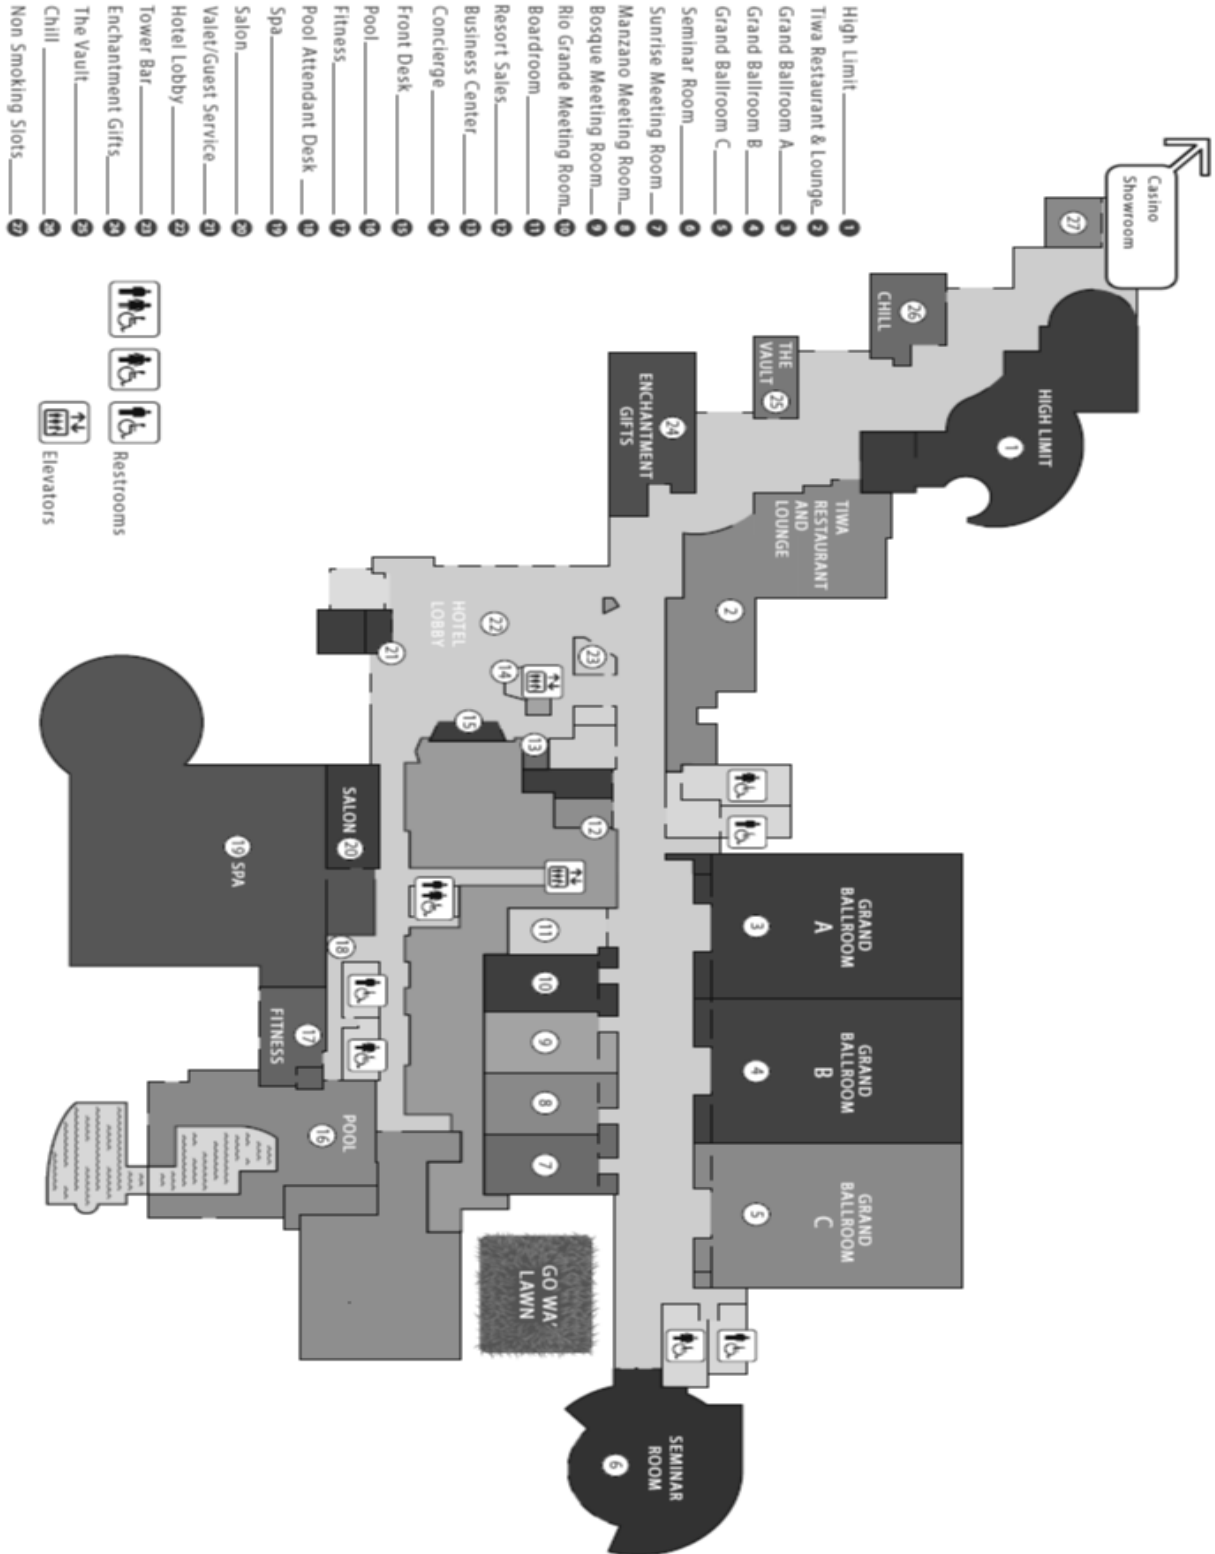 Casino
Showroom
27
26
CHILL
THE
VAULT 25
24
ENCHANTMENT
GIFTS
HIGH LIMIT
1
TIWA
RESTAURANT
AND
LOUNGE
2
22
HOTEL
LOBBY
21
23
14
15
13
12
SALON 20
19 SPA
18
11
10
9
8
7
17
FITNESS
POOL
16
GRAND
BALLROOM
A
3
GRAND
BALLROOM
B
4
GRAND
BALLROOM
C
5
GO WA'
LAWN
SEMINAR
ROOM
6
High Limit 1
Tiwa Restaurant & Lounge 2
Grand Ballroom A 3
Grand Ballroom B 4
Grand Ballroom C 5
Seminar Room 6
Sunrise Meeting Room 7
Manzano Meeting Room 8
Bosque Meeting Room 9
Rio Grande Meeting Room 10
Boardroom 11
Resort Sales 12
Business Center 13
Concierge 14
Front Desk 15
Pool 16
Fitness 17
Pool Attendant Desk 18
Spa 19
Salon 20
Valet/Guest Service 21
Hotel Lobby 22
Tower Bar 23
Enchantment Gifts 24
The Vault 25
Chill 26
Non Smoking Slots 27
Restrooms
Elevators